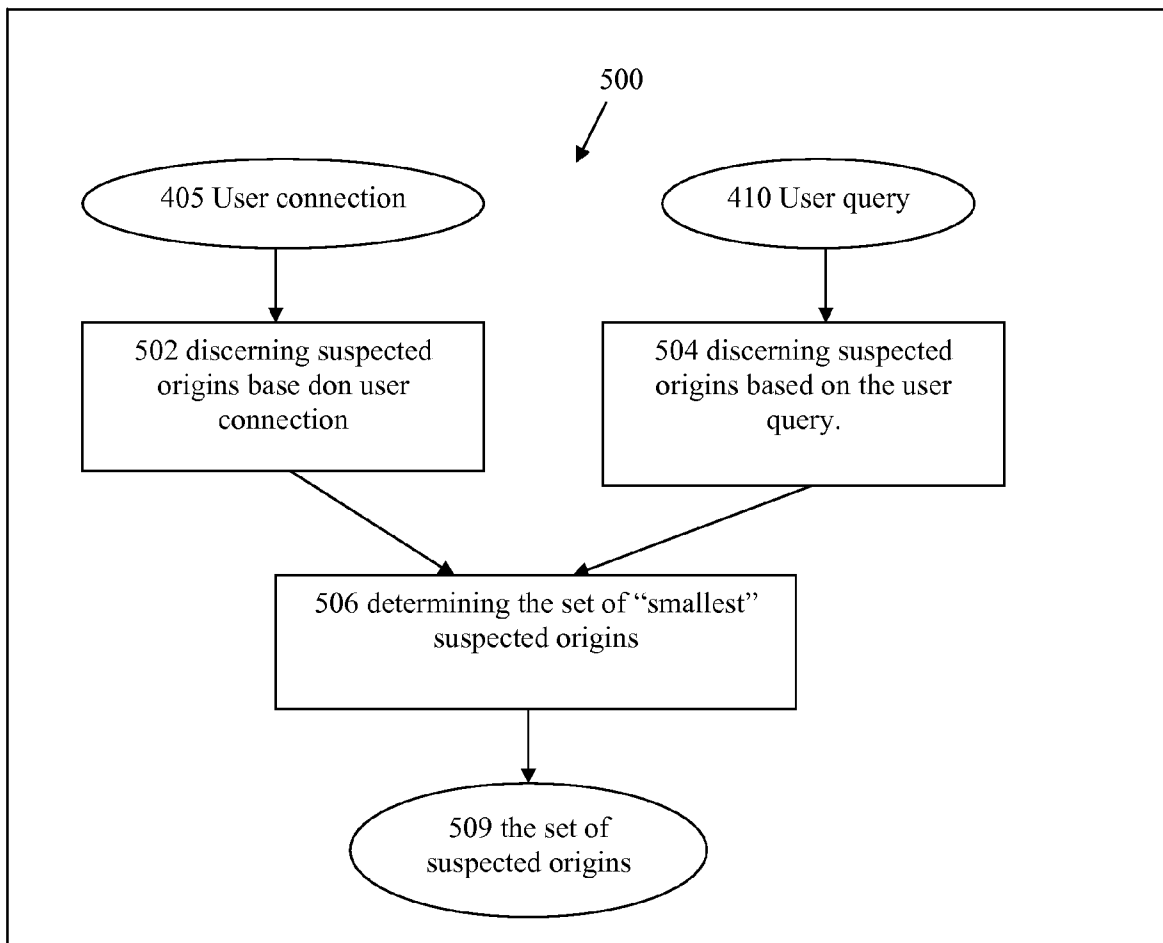 500
405 User connection
410 User query
502 discerning suspected
origins base don user
connection
504 discerning suspected
origins based on the user
query.
506 determining the set of “smallest”
suspected origins
509 the set of
suspected origins